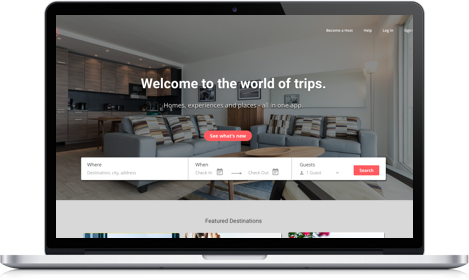 Become a Host Help Log In Sign
Welcome to the world of trips.
Homes, experiences and places - all in one app.
See what's new
Where When Guests
Destination, city, address Check In Check Out 1 Guest
Search
Featured Destinations